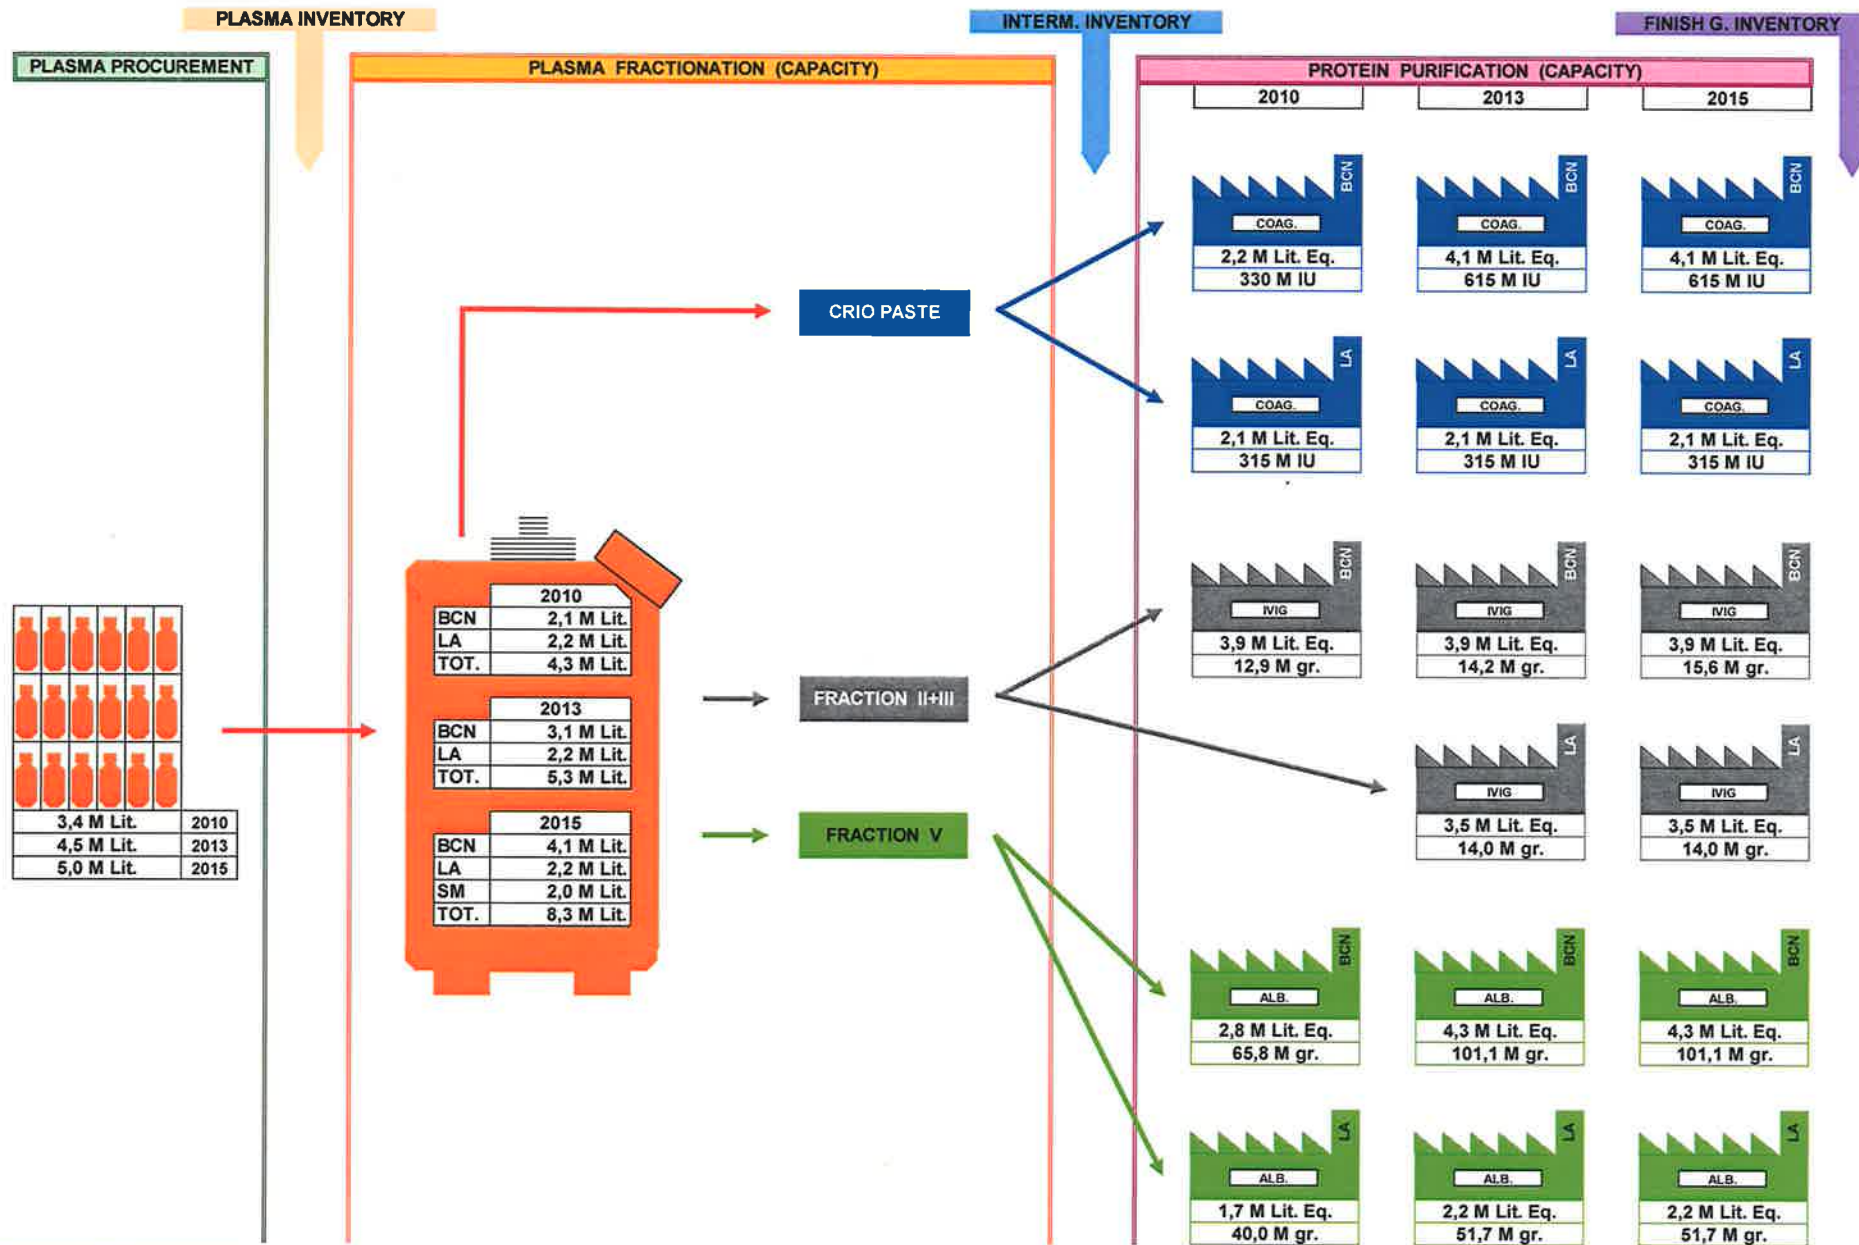 PLASMA INVENTORY
INTERM. INVENTORY
FINISH G. INVENTORY
PLASMA PROCUREMENT
PLASMA FRACTIONATION (CAPACITY)
PROTEIN PURIFICATION (CAPACITY)
2010 2013 2015
BCN BCN BCN
COAG. COAG. COAG.
2,2 M Lit. Eq. 4,1 M Lit. Eq. 4,1 M Lit. Eq.
330 M IU 615 M IU 615 M IU
CRIO PASTE
LA LA LA
COAG. COAG. COAG.
2,1 M Lit. Eq. 2,1 M Lit. Eq. 2,1 M Lit. Eq.
315 M IU 315 M IU 315 M IU
2010
BCN 2,1 M Lit.
LA 2,2 M Lit.
TOT. 4,3 M Lit.
2013
BCN 3,1 M Lit.
LA 2,2 M Lit.
TOT. 5,3 M Lit.
2015
BCN 4,1 M Lit.
LA 2,2 M Lit.
SM 2,0 M Lit.
TOT. 8,3 M Lit.
3,4 M Lit. 2010
4,5 M Lit. 2013
5,0 M Lit. 2015
FRACTION II+III
BCN BCN BCN
IVIG IVIG IVIG
3,9 M Lit. Eq. 3,9 M Lit. Eq. 3,9 M Lit. Eq.
12,9 M gr. 14,2 M gr. 15,6 M gr.
LA LA
IVIG IVIG
3,5 M Lit. Eq. 3,5 M Lit. Eq.
14,0 M gr. 14,0 M gr.
FRACTION V
BCN BCN BCN
ALB. ALB. ALB.
2,8 M Lit. Eq. 4,3 M Lit. Eq. 4,3 M Lit. Eq.
65,8 M gr. 101,1 M gr. 101,1 M gr.
LA LA LA
ALB. ALB. ALB.
1,7 M Lit. Eq. 2,2 M Lit. Eq. 2,2 M Lit. Eq.
40,0 M gr. 51,7 M gr. 51,7 M gr.